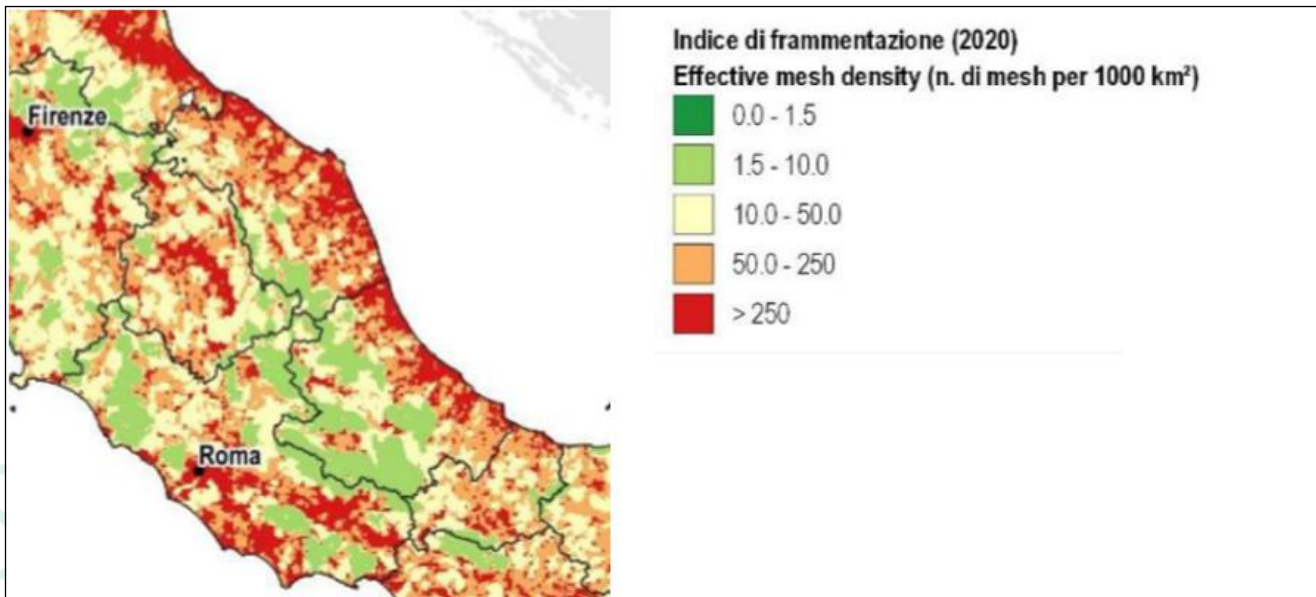 Firenze
Roma
Indice di frammentazione (2020)
Effective mesh density (n. di mesh per 1000 km²)
0.0 - 1.5
1.5 - 10.0
10.0 - 50.0
50.0 - 250
> 250